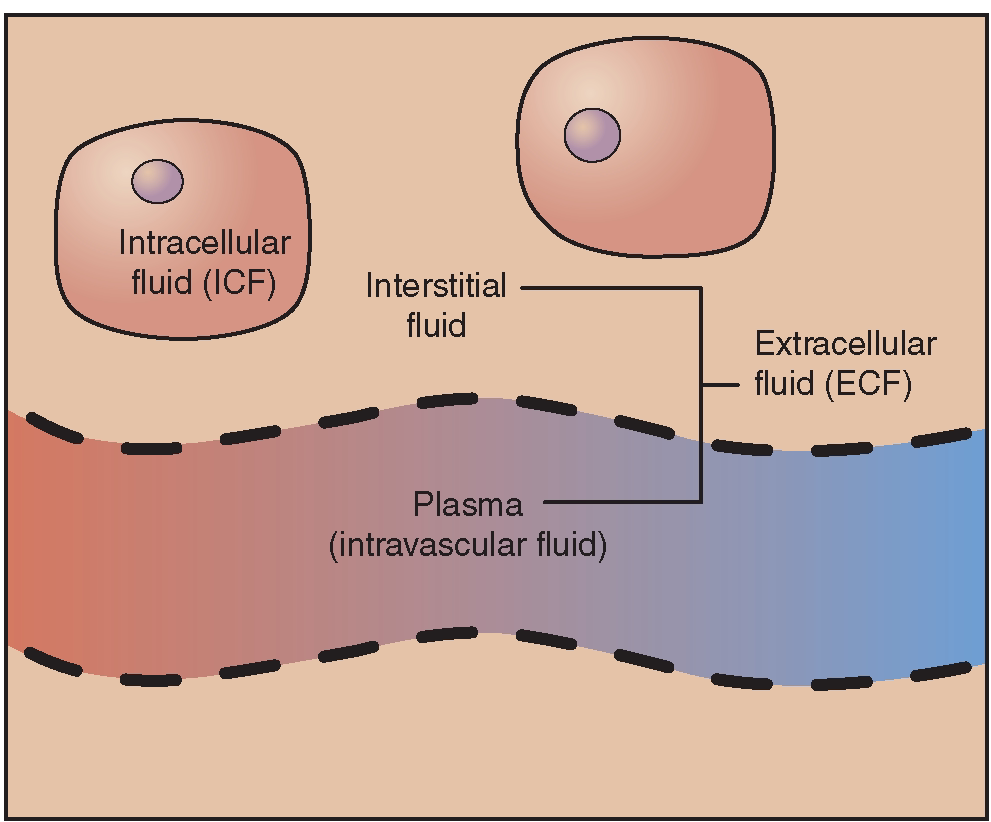 Intracellular
fluid (ICF)
Interstitial
fluid
Extracellular
fluid (ECF)
Plasma
(intravascular fluid)